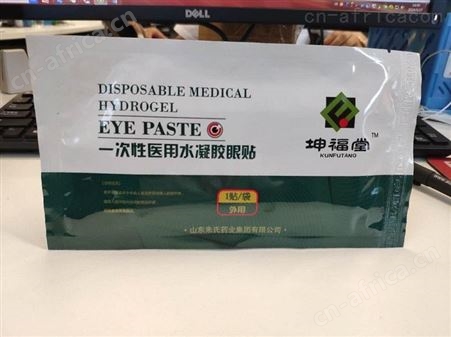 DELL
cn-africa.com
DISPOSABLE MEDICAL
HYDROGEL
EYE PASTE
一次性医用水凝胶眼贴
坤福堂 TM
KUNFUTANG
1贴/袋
外用
·山东朱氏药业集团有限公司·